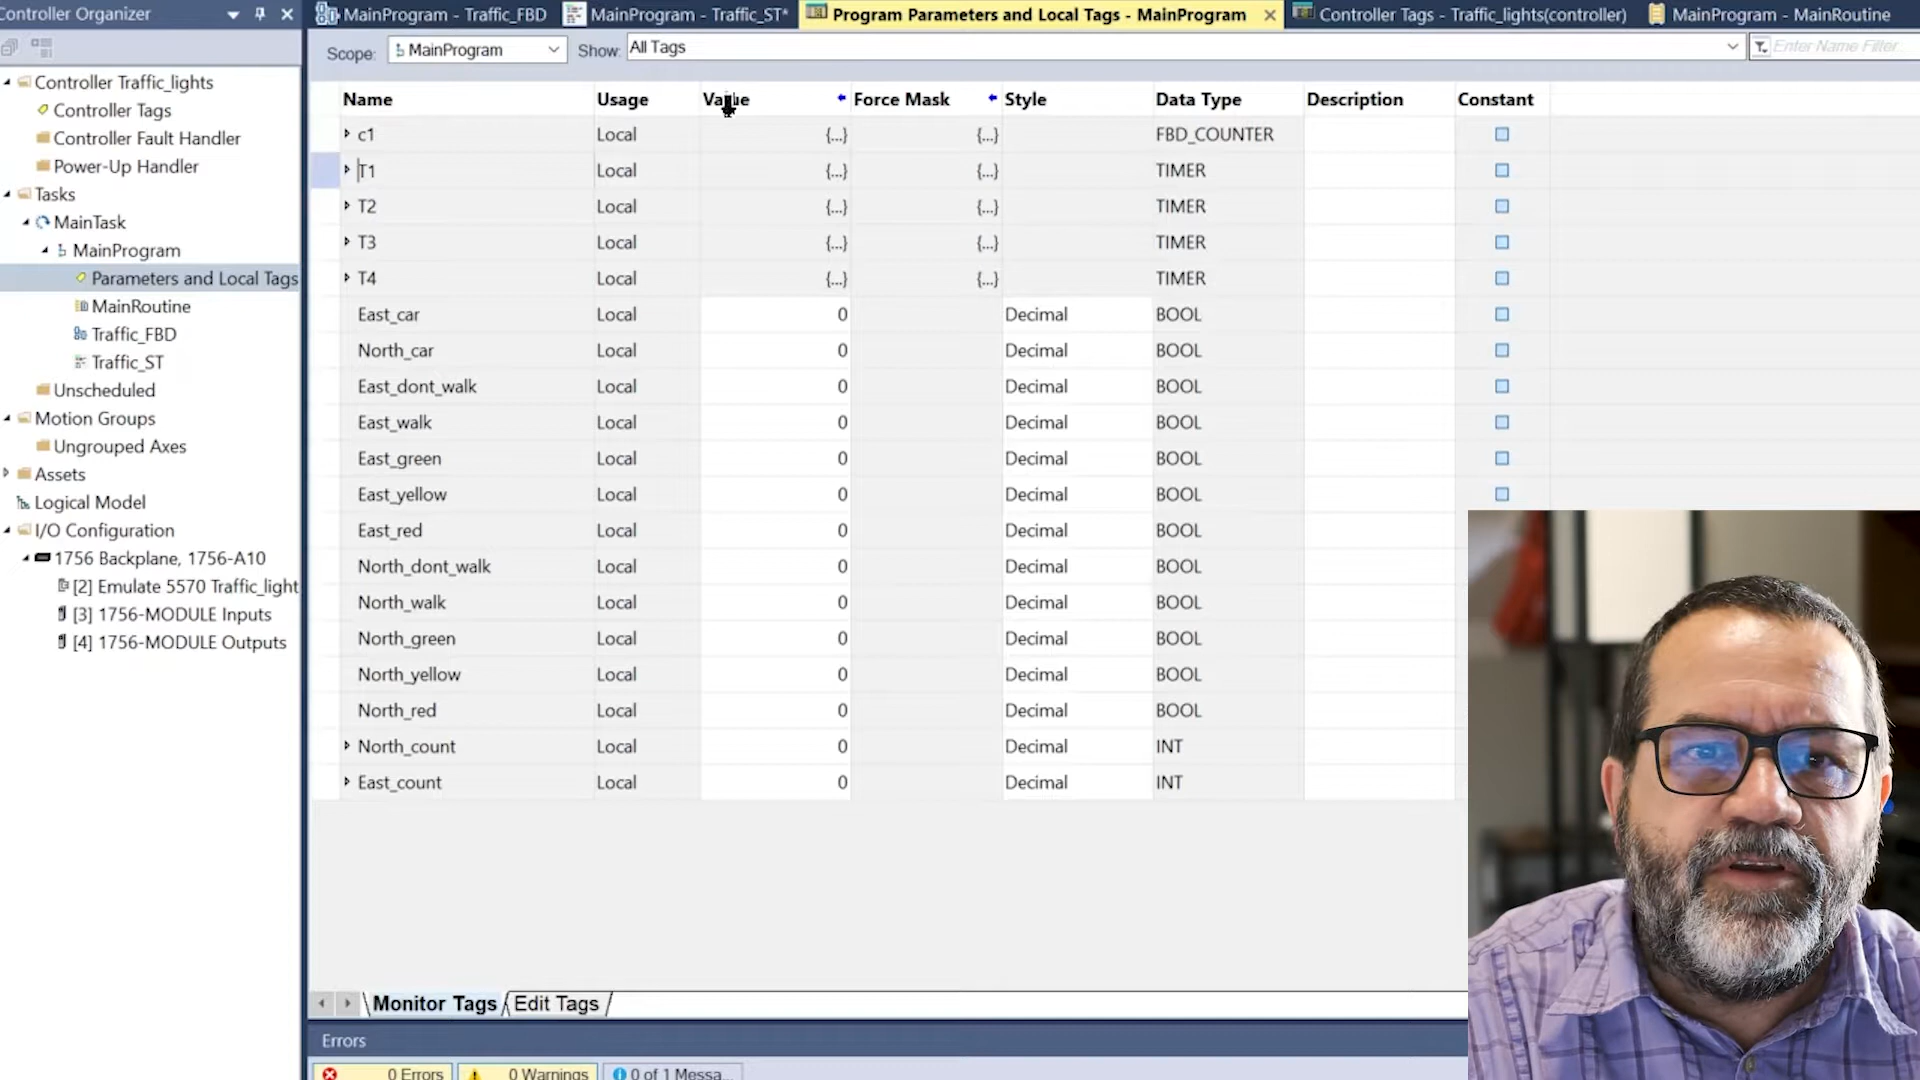 Controller Organizer
MainProgram - Traffic_FBD
MainProgram - Traffic_ST*
Program Parameters and Local Tags - MainProgram
Controller Tags - Traffic_lights(controller)
MainProgram - MainRoutine
Scope: MainProgram Show: All Tags Enter Name Filter...
Controller Traffic_lights
Controller Tags
Controller Fault Handler
Power-Up Handler
Tasks
MainTask
MainProgram
Parameters and Local Tags
MainRoutine
Traffic_FBD
Traffic_ST
Unscheduled
Motion Groups
Ungrouped Axes
Assets
Logical Model
I/O Configuration
1756 Backplane, 1756-A10
[2] Emulate 5570 Traffic_light
[3] 1756-MODULE Inputs
[4] 1756-MODULE Outputs
Name Usage Value Force Mask Style Data Type Description Constant
c1 Local {...} {...} FBD_COUNTER
T1 Local {...} {...} TIMER
T2 Local {...} {...} TIMER
T3 Local {...} {...} TIMER
T4 Local {...} {...} TIMER
East_car Local 0 Decimal BOOL
North_car Local 0 Decimal BOOL
East_dont_walk Local 0 Decimal BOOL
East_walk Local 0 Decimal BOOL
East_green Local 0 Decimal BOOL
East_yellow Local 0 Decimal BOOL
East_red Local 0 Decimal BOOL
North_dont_walk Local 0 Decimal BOOL
North_walk Local 0 Decimal BOOL
North_green Local 0 Decimal BOOL
North_yellow Local 0 Decimal BOOL
North_red Local 0 Decimal BOOL
North_count Local 0 Decimal INT
East_count Local 0 Decimal INT
Monitor Tags Edit Tags
Errors
0 Errors 0 Warnings 0 of 1 Messa...